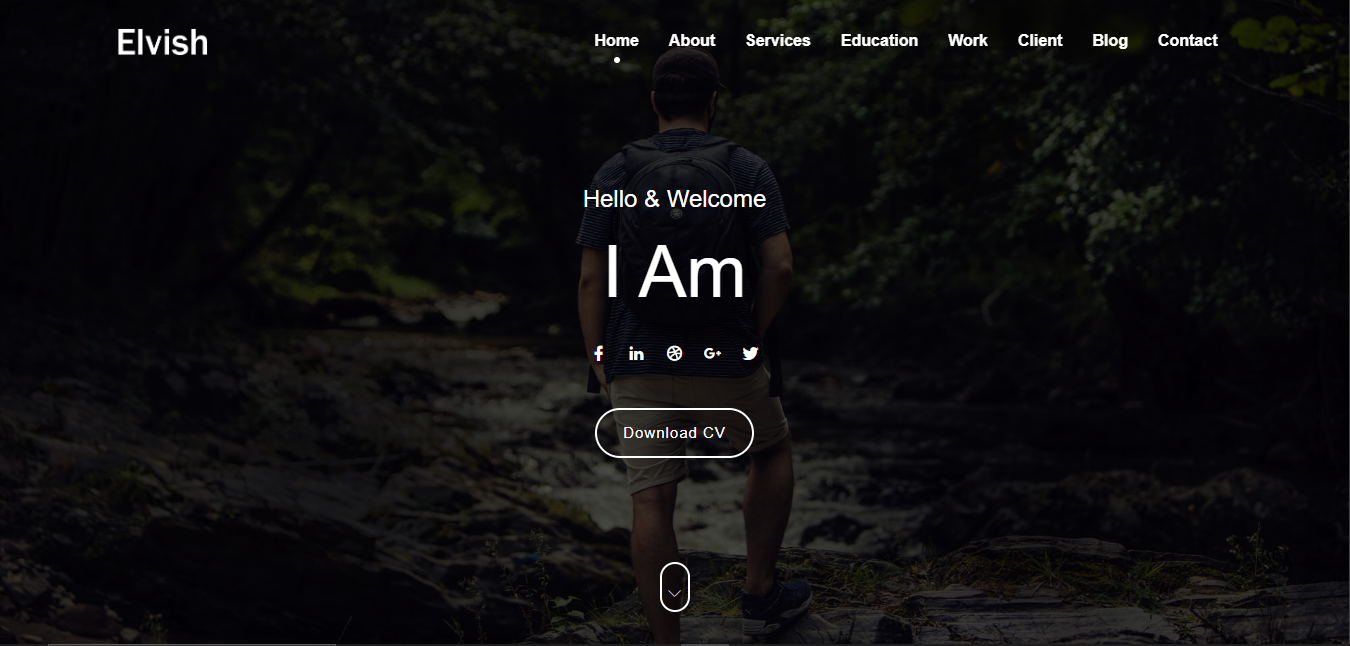 Elvish
Home About Services Education Work Client Blog Contact
Hello & Welcome
I Am
Download CV